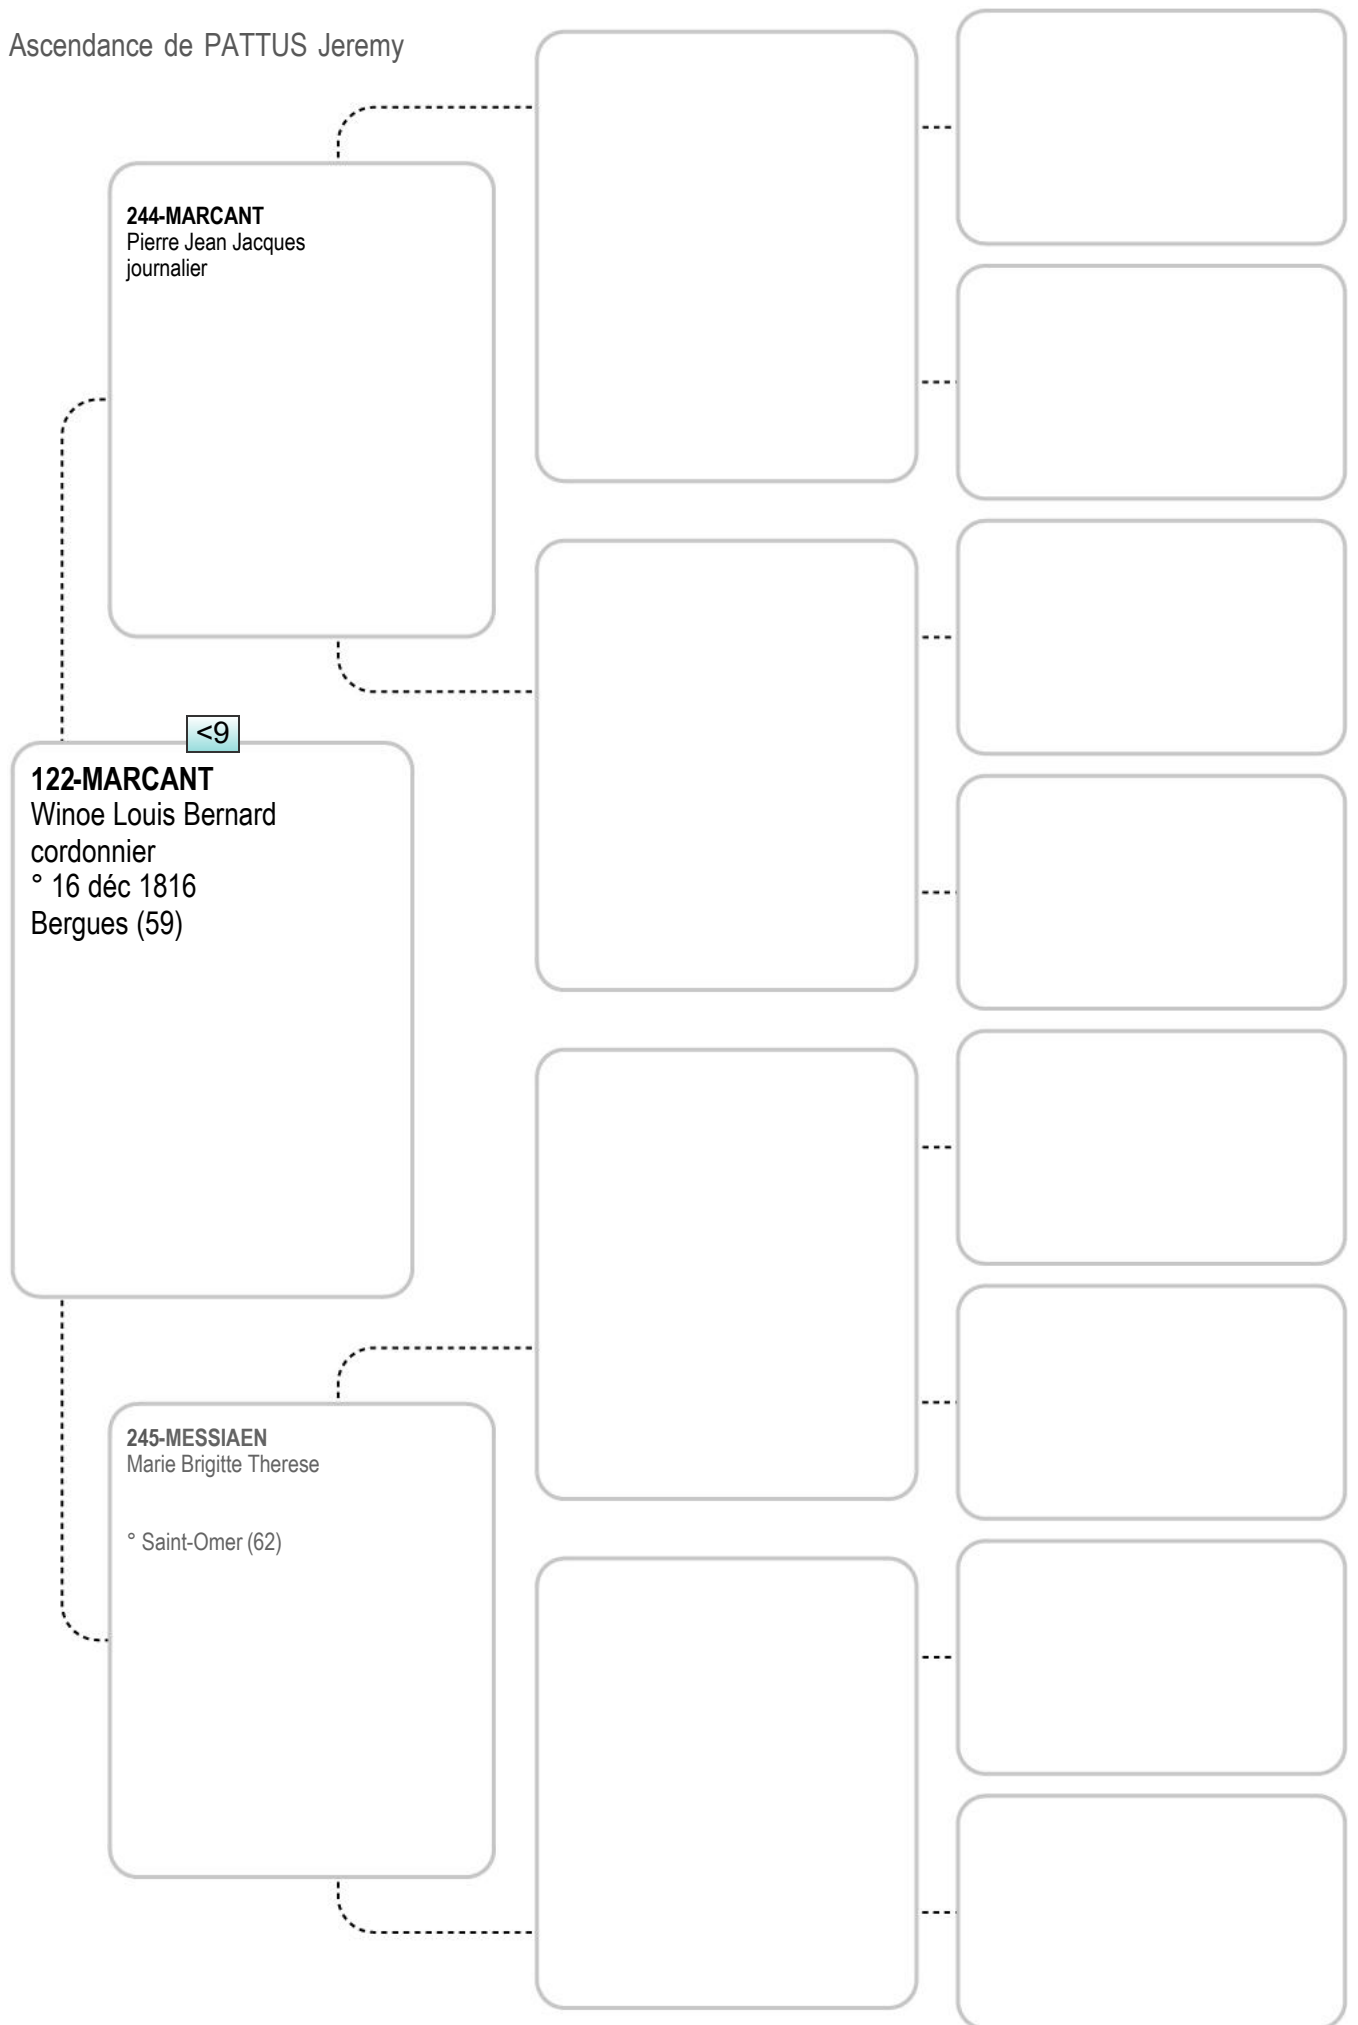 Ascendance de PATTUS Jeremy
244-MARCANT
Pierre Jean Jacques
journalier
<9
122-MARCANT
Winoe Louis Bernard
cordonnier
° 16 déc 1816
Bergues (59)
245-MESSIAEN
Marie Brigitte Therese
° Saint-Omer (62)